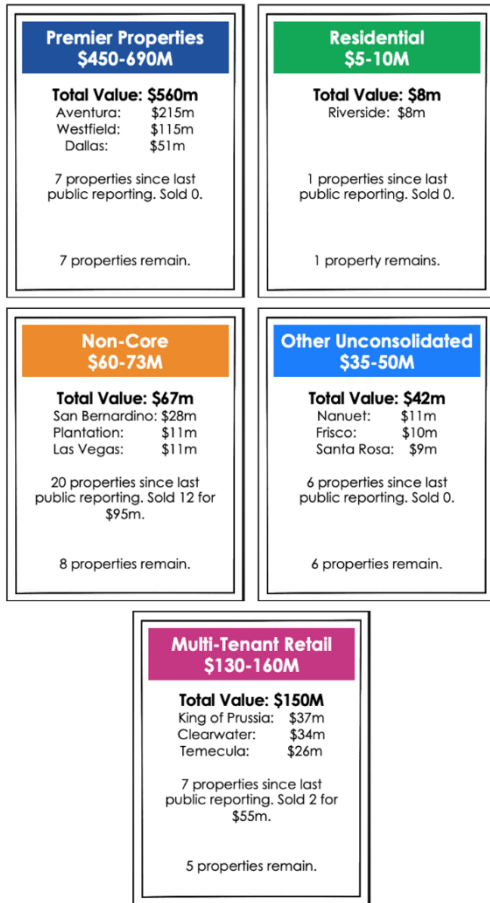 Premier Properties
$450-690M
Total Value: $560m
Aventura: $215m
Westfield: $115m
Dallas: $51m
7 properties since last
public reporting. Sold 0.
7 properties remain.
Residential
$5-10M
Total Value: $8m
Riverside: $8m
1 properties since last
public reporting. Sold 0.
1 property remains.
Non-Core
$60-73M
Total Value: $67m
San Bernardino: $28m
Plantation: $11m
Las Vegas: $11m
20 properties since last
public reporting. Sold 12 for
$95m.
8 properties remain.
Other Unconsolidated
$35-50M
Total Value: $42m
Nanuet: $11m
Frisco: $10m
Santa Rosa: $9m
6 properties since last
public reporting. Sold 0.
6 properties remain.
Multi-Tenant Retail
$130-160M
Total Value: $150M
King of Prussia: $37m
Clearwater: $34m
Temecula: $26m
7 properties since last
public reporting. Sold 2 for
$55m.
5 properties remain.